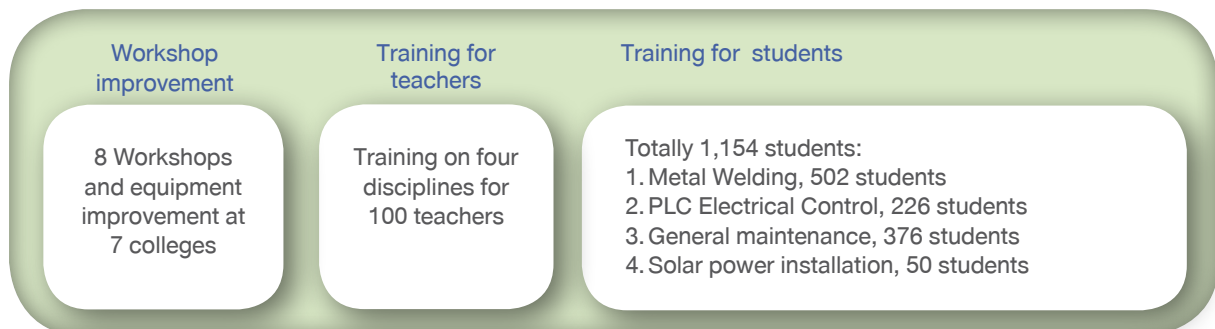 Workshop
improvement
8 Workshops
and equipment
improvement at
7 colleges
Training for
teachers
Training on four
disciplines for
100 teachers
Training for students
Totally 1,154 students:
1. Metal Welding, 502 students
2. PLC Electrical Control, 226 students
3. General maintenance, 376 students
4. Solar power installation, 50 students